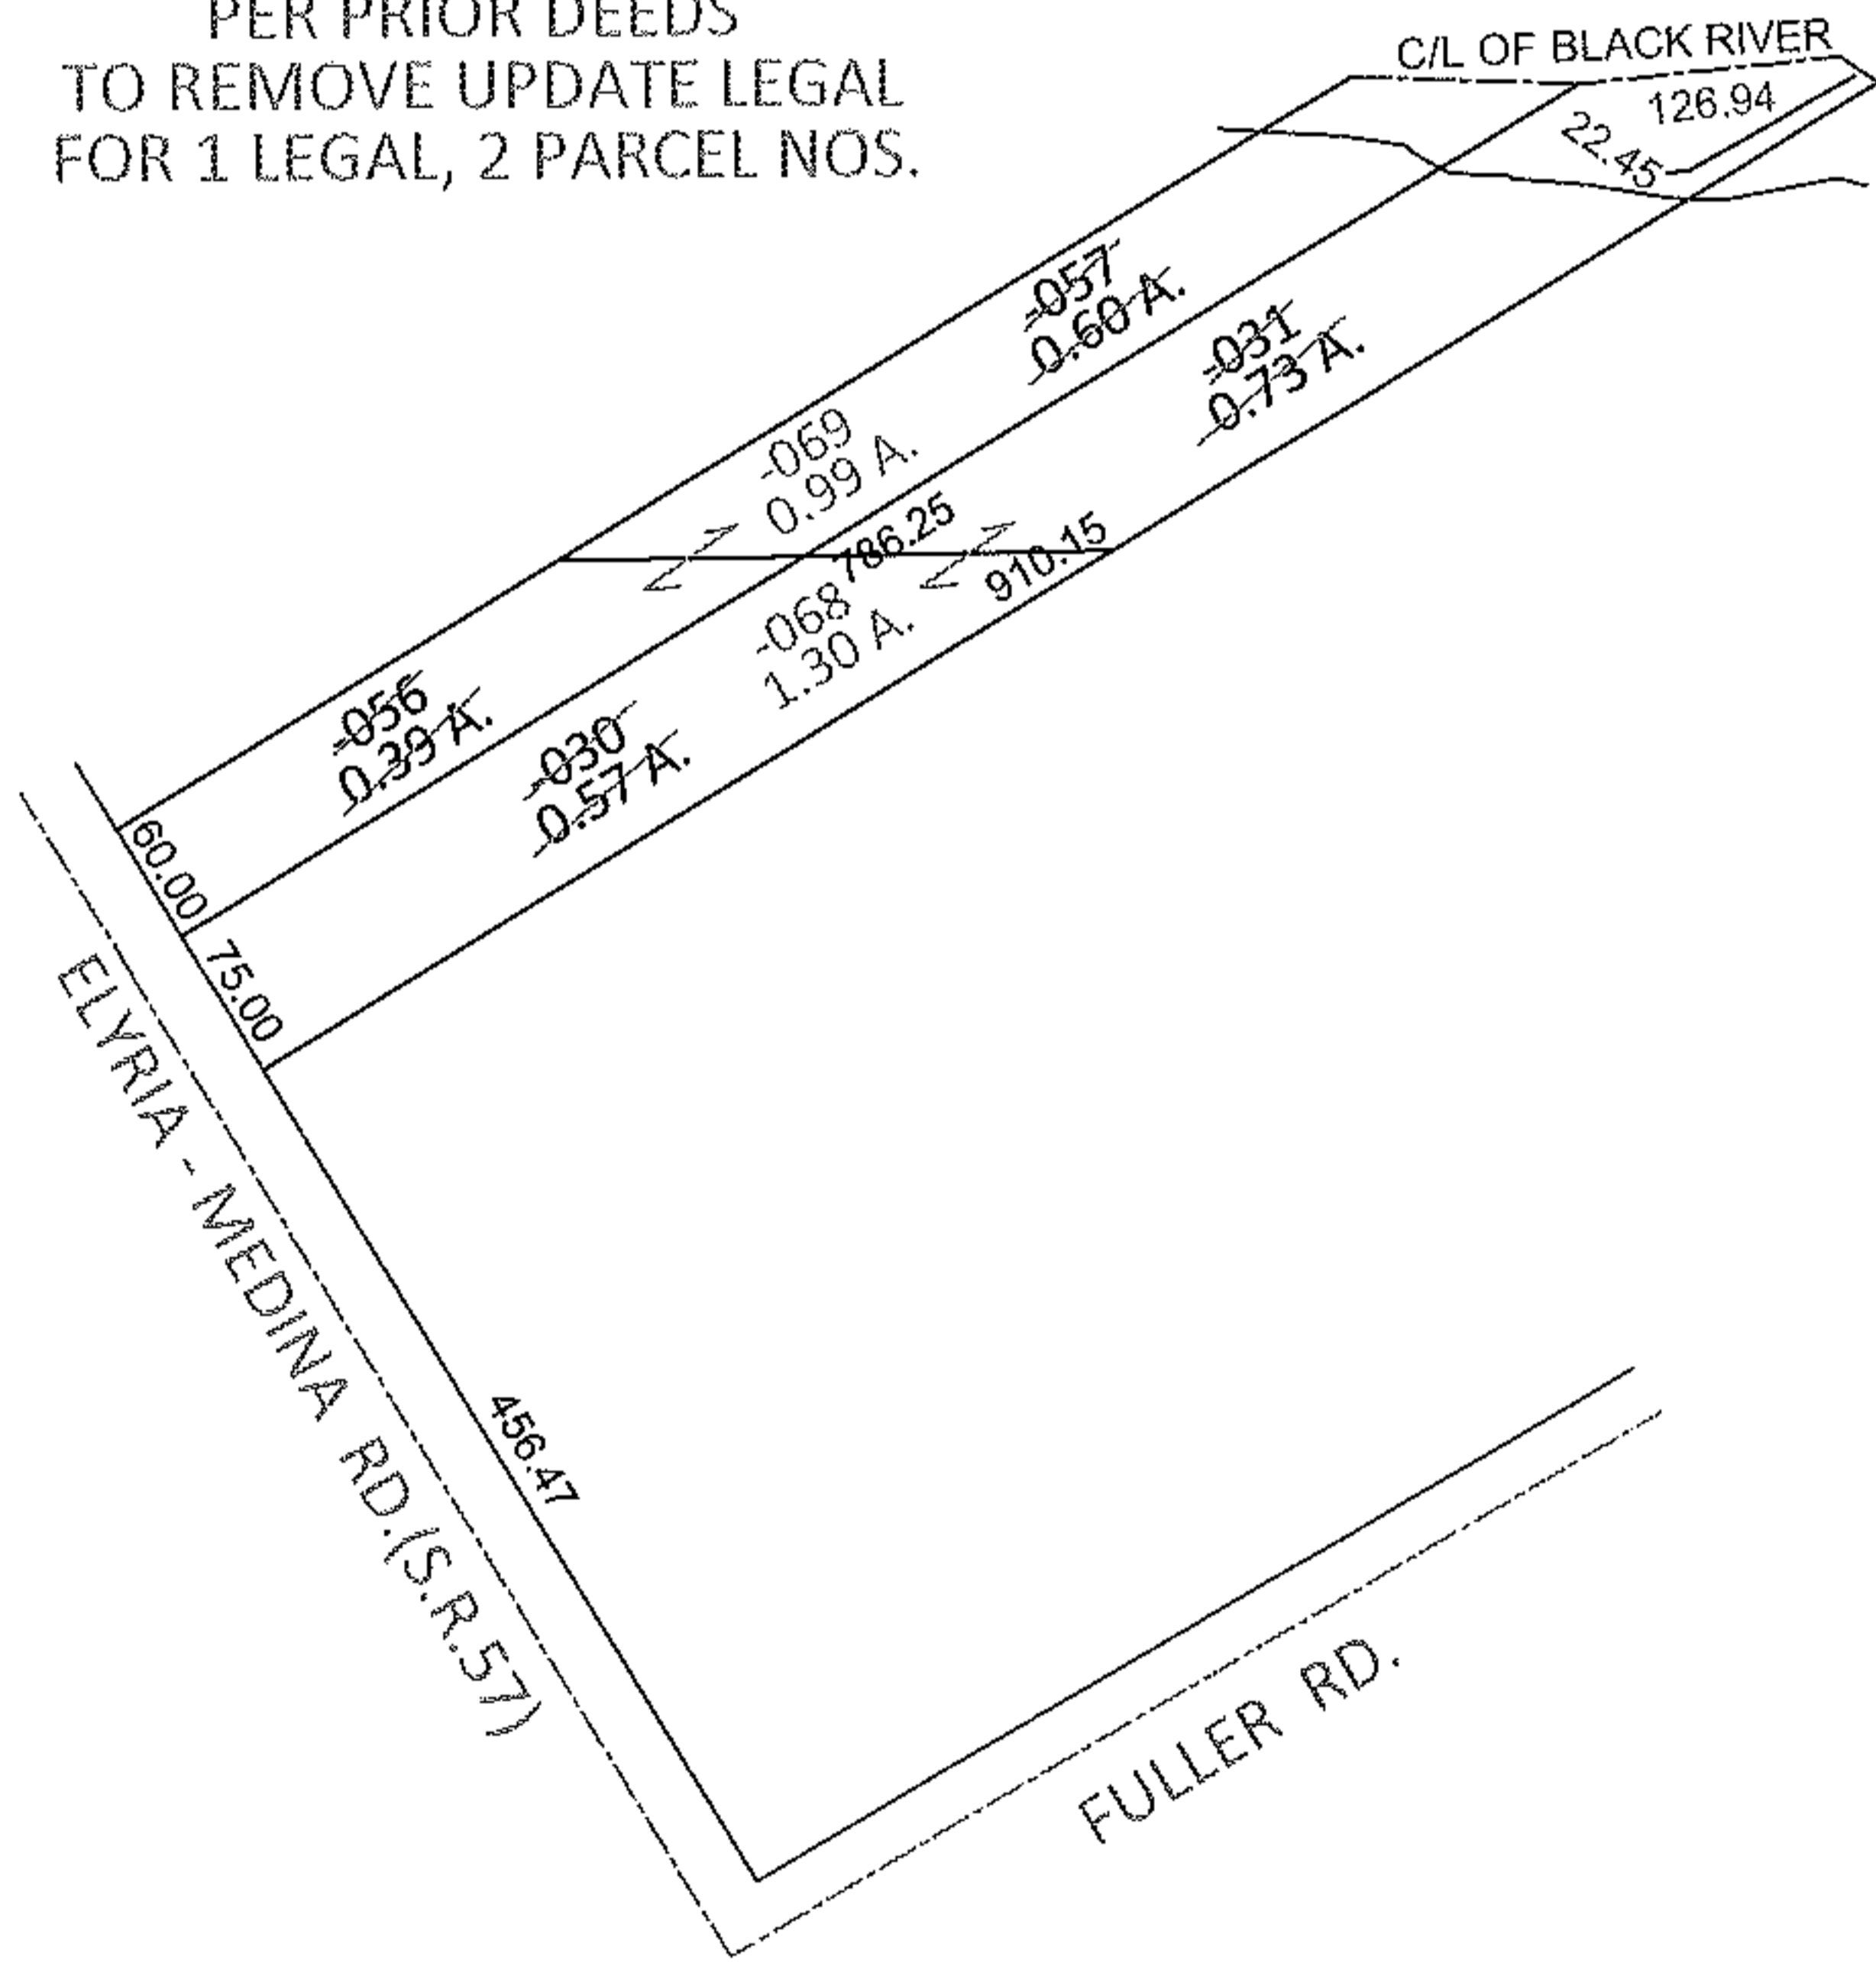 PER PRIOR DEEDS
TO REMOVE UPDATE LEGAL
FOR 1 LEGAL, 2 PARCEL NOS.
C/L OF BLACK RIVER
126.94
22.45
-057
0.60 A.
-031
0.73 A.
-069
0.99 A.
786.25
910.15
-068
1.30 A.
-056
0.39 A.
-030
0.57 A.
60.00
75.00
ELYRIA - MEDINA RD.(S.R.57)
456.47
FULLER RD.